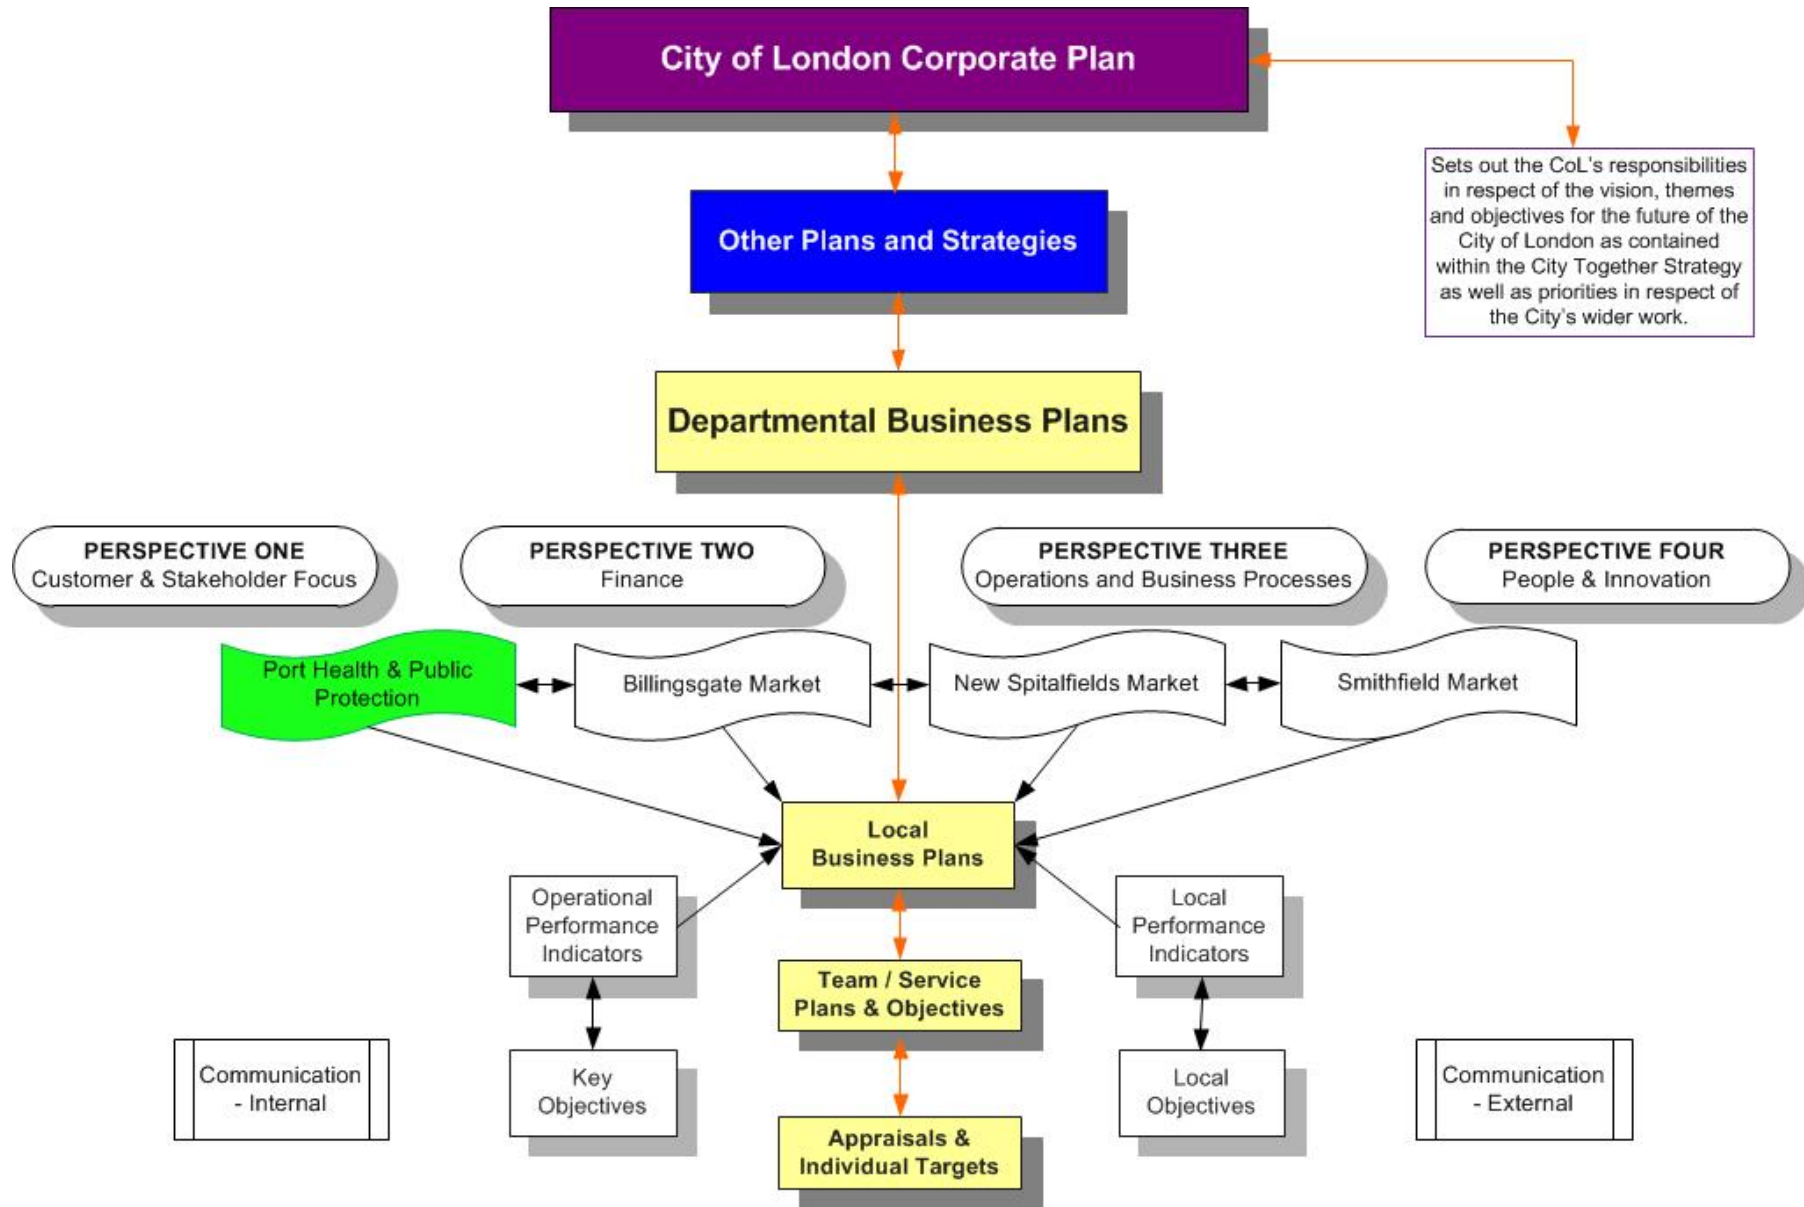 City of London Corporate Plan
Sets out the CoL's responsibilities
in respect of the vision, themes
and objectives for the future of the
City of London as contained
within the City Together Strategy
as well as priorities in respect of
the City's wider work.
Other Plans and Strategies
Departmental Business Plans
PERSPECTIVE ONE
Customer & Stakeholder Focus
PERSPECTIVE TWO
Finance
PERSPECTIVE THREE
Operations and Business Processes
PERSPECTIVE FOUR
People & Innovation
Port Health & Public
Protection
Billingsgate Market
New Spitalfields Market
Smithfield Market
Local
Business Plans
Operational
Performance
Indicators
Local
Performance
Indicators
Team / Service
Plans & Objectives
Communication
- Internal
Key
Objectives
Local
Objectives
Communication
- External
Appraisals &
Individual Targets